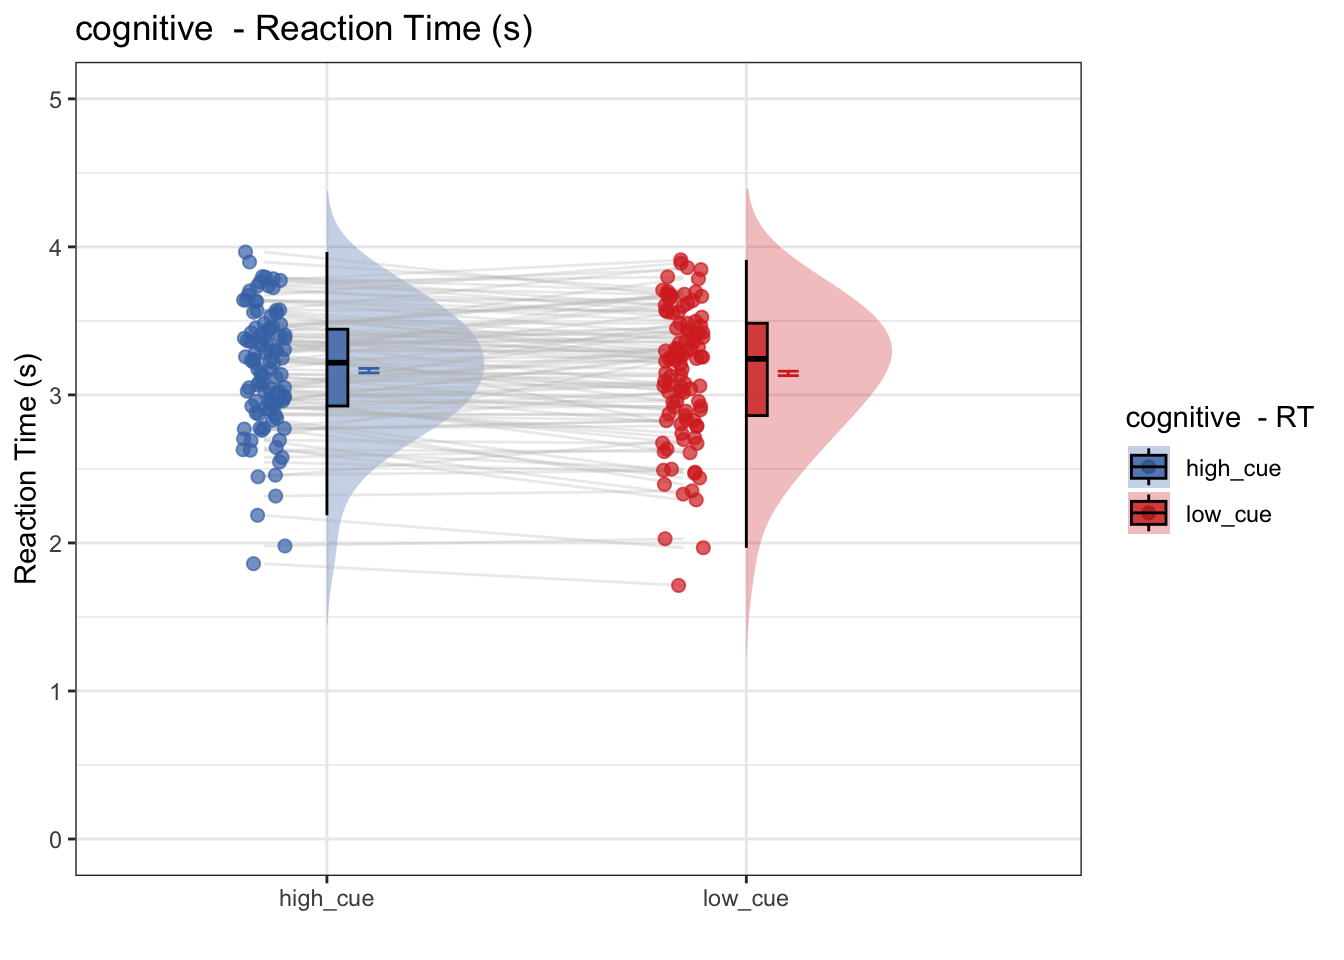 cognitive  - Reaction Time (s)
5
4
3
2
1
0
Reaction Time (s)
high_cue
low_cue
cognitive  - RT
high_cue
low_cue